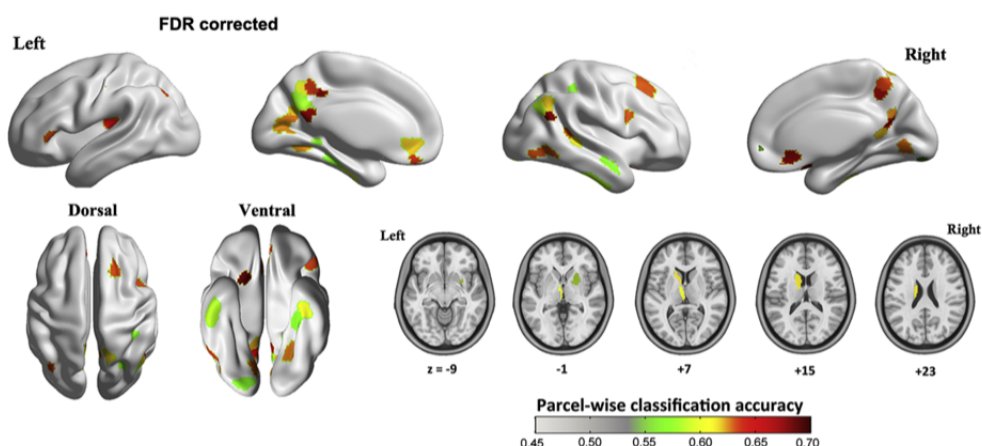 FDR corrected
Left
Right
Dorsal
Ventral
Left
Right
z = -9
-1
+7
+15
+23
Parcel-wise classification accuracy
0.45 0.50 0.55 0.60 0.65 0.70